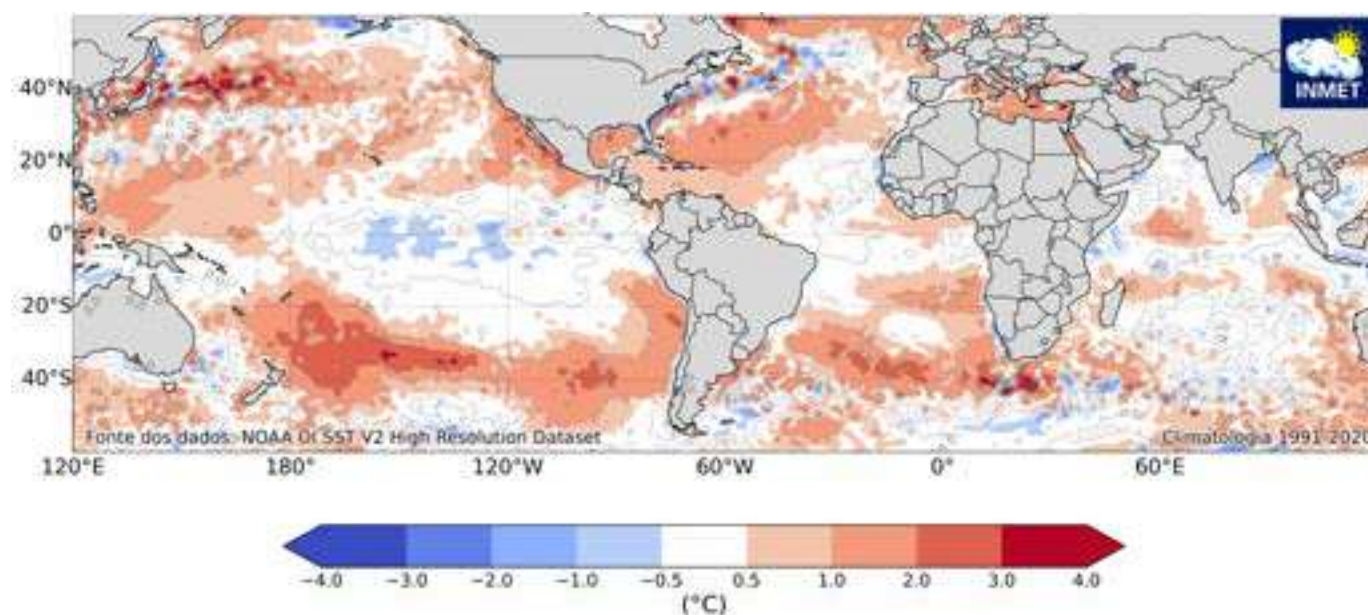 INMET
40°N
20°N
0°
20°S
40°S
Fonte dos dados: NOAA OI SST V2 High Resolution Dataset
Climatologia 1991 2020
120°E 180° 120°W 60°W 0° 60°E
−4.0 −3.0 −2.0 −1.0 −0.5 0.5 1.0 2.0 3.0 4.0
(°C)